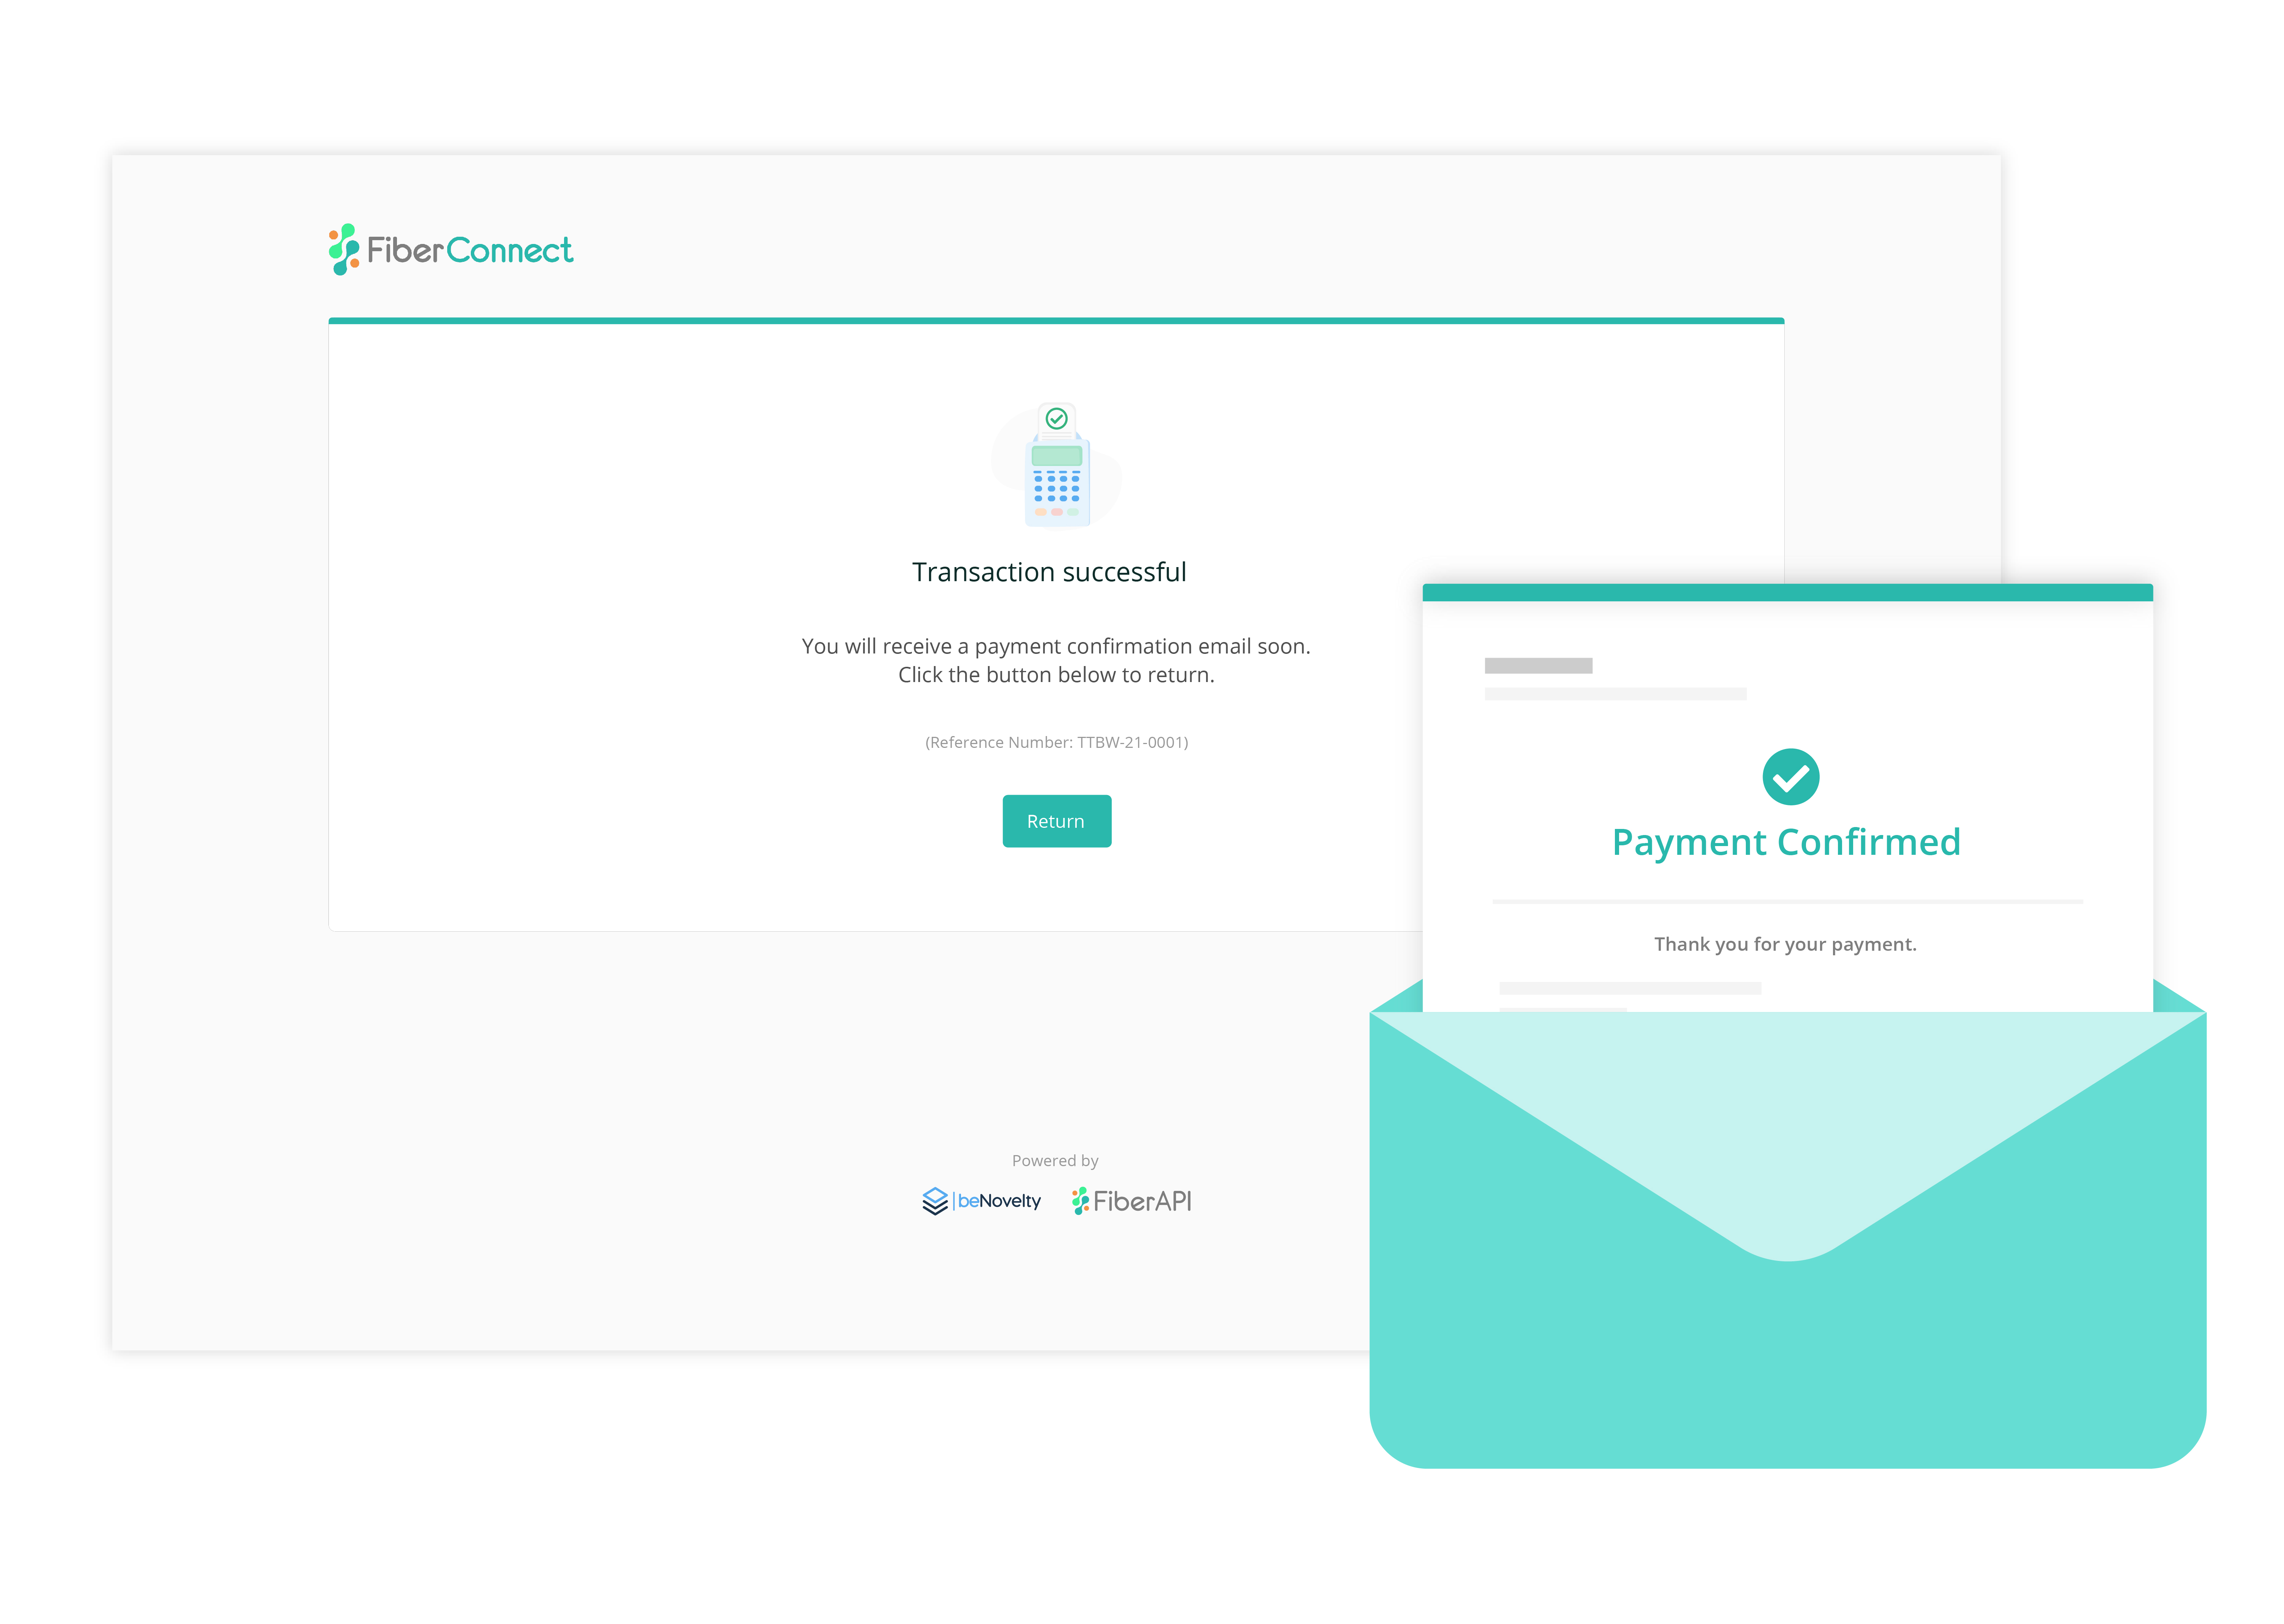 FiberConnect
Transaction successful
You will receive a payment confirmation email soon.
Click the button below to return.
(Reference Number: TTBW-21-0001)
Return
Payment Confirmed
Thank you for your payment.
Powered by
beNovelty
FiberAPI